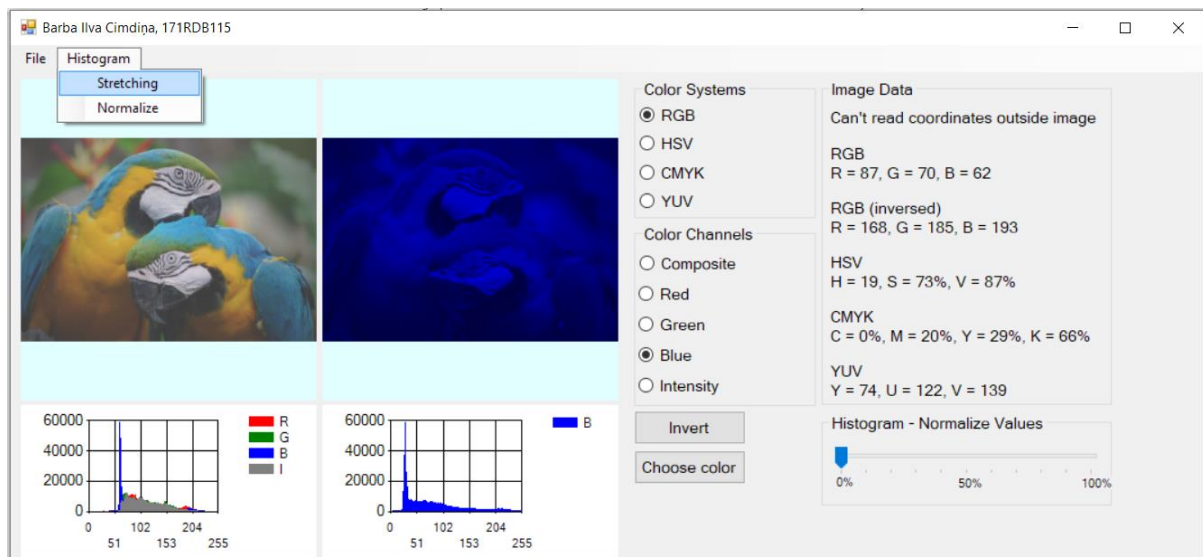 Barba Ilva Cimdiņa, 171RDB115
File Histogram
Stretching
Normalize
Color Systems
RGB
HSV
CMYK
YUV
Color Channels
Composite
Red
Green
Blue
Intensity
Invert
Choose color
Image Data
Can't read coordinates outside image
RGB
R = 87, G = 70, B = 62
RGB (inversed)
R = 168, G = 185, B = 193
HSV
H = 19, S = 73%, V = 87%
CMYK
C = 0%, M = 20%, Y = 29%, K = 66%
YUV
Y = 74, U = 122, V = 139
Histogram - Normalize Values
0% 50% 100%
60000
40000
20000
0
0 102 204
51 153 255
R
G
B
I
60000
40000
20000
0
0 102 204
51 153 255
B